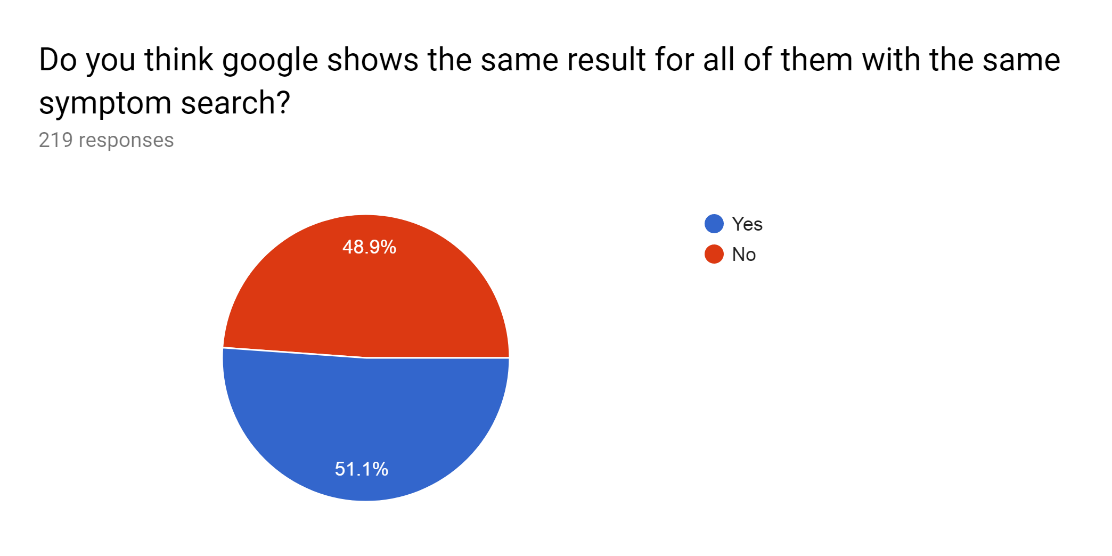 Do you think google shows the same result for all of them with the same
symptom search?
219 responses
Yes
No
48.9%
51.1%